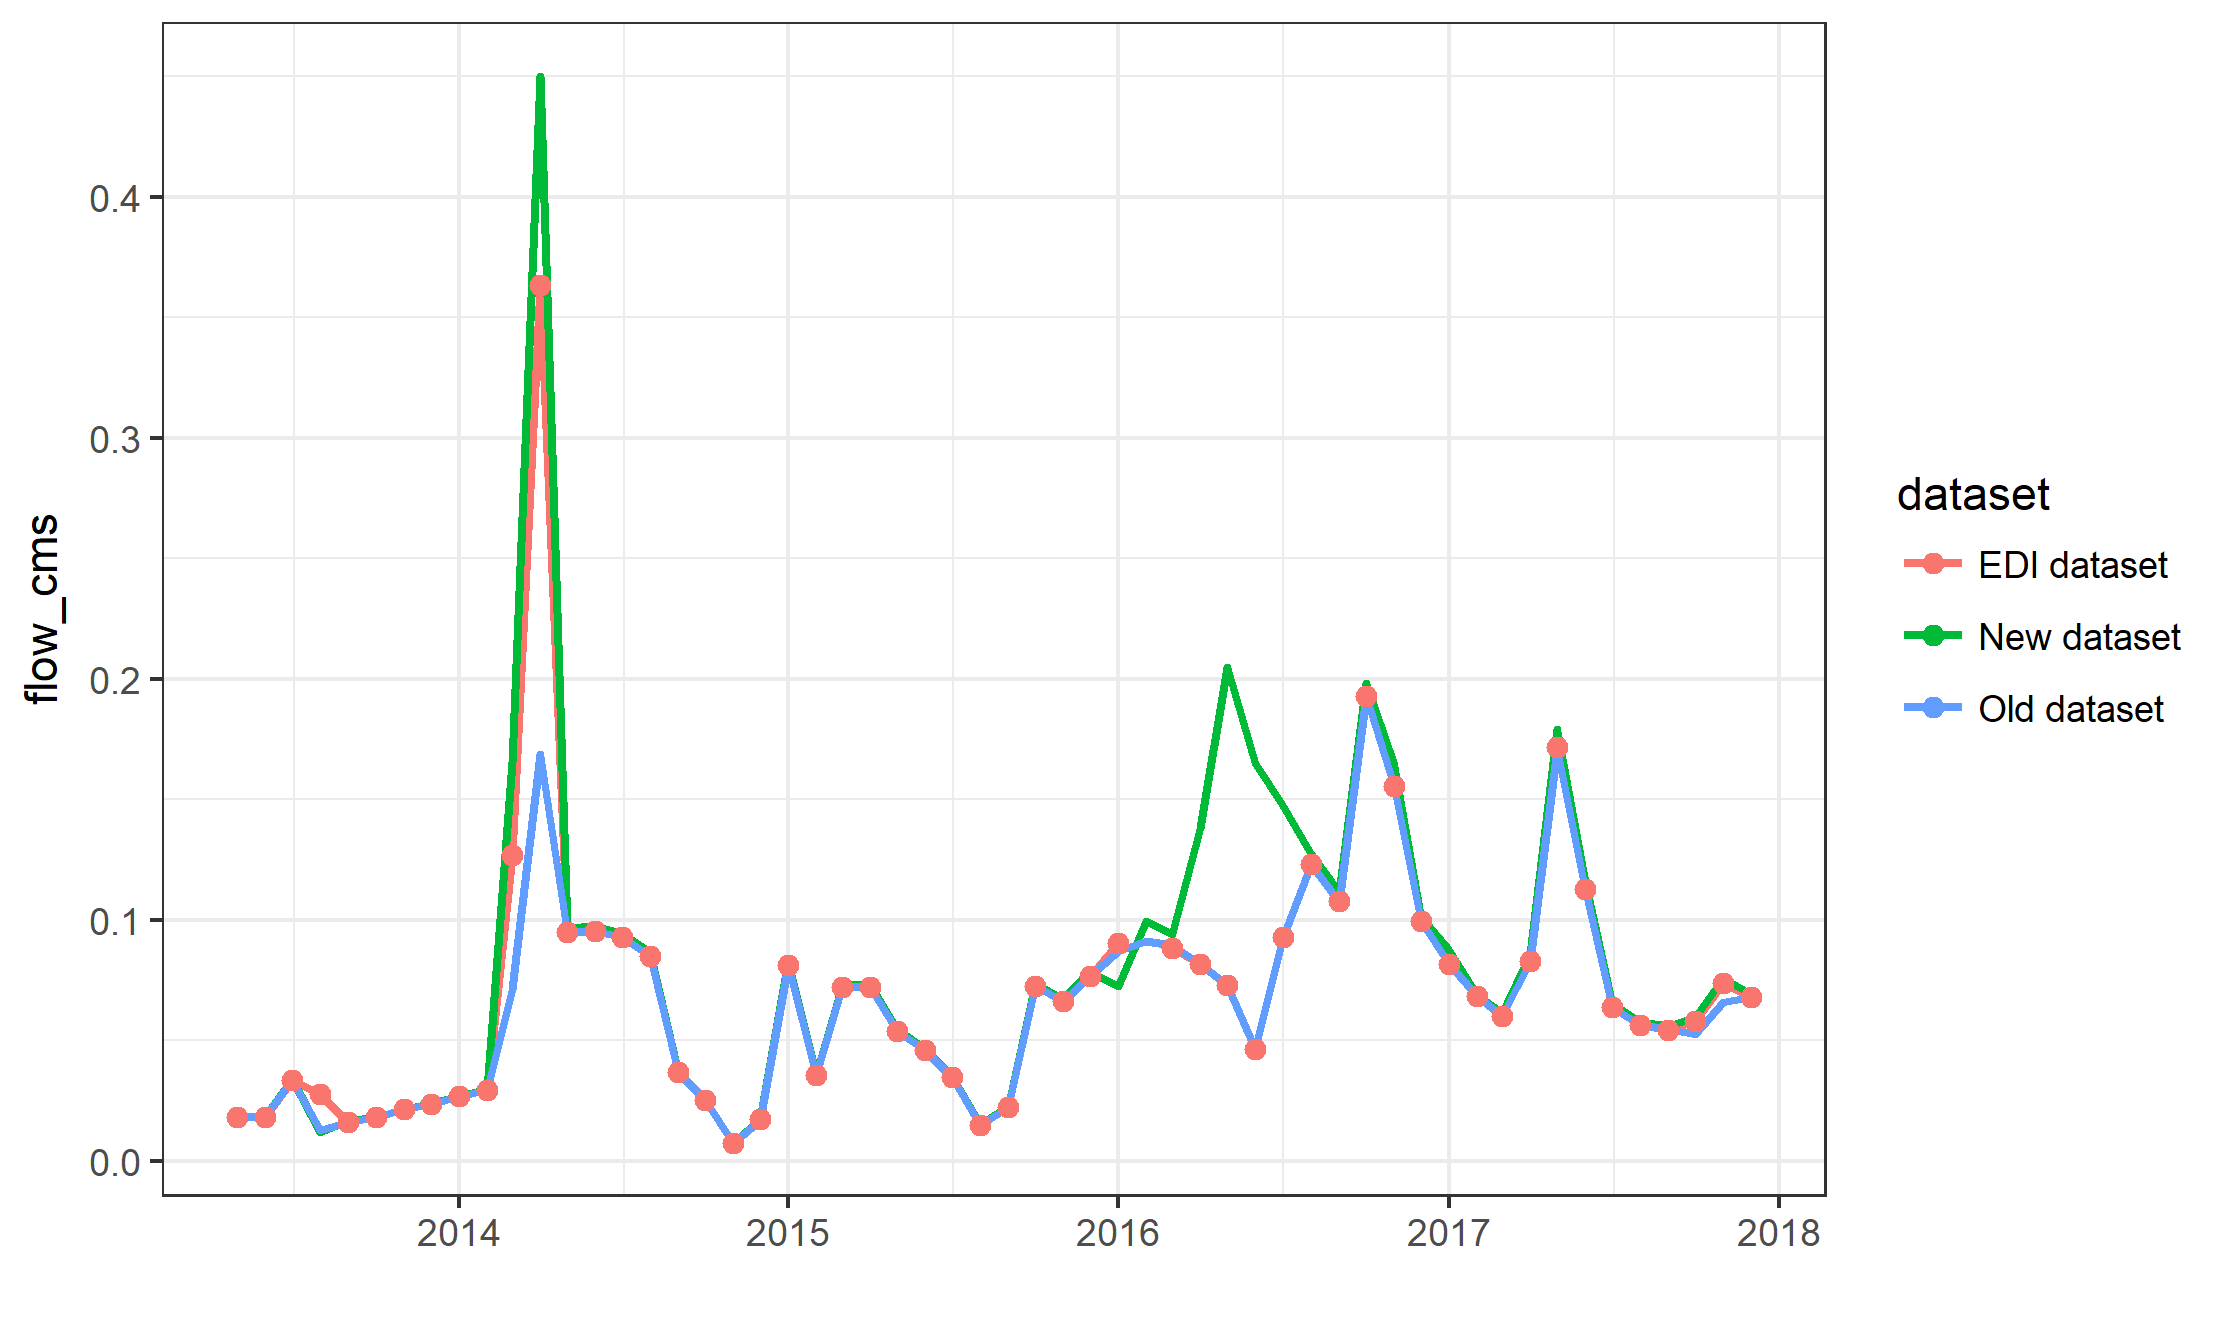 flow_cms
0.4
0.3
0.2
0.1
0.0
2014
2015
2016
2017
2018
dataset
EDI dataset
New dataset
Old dataset